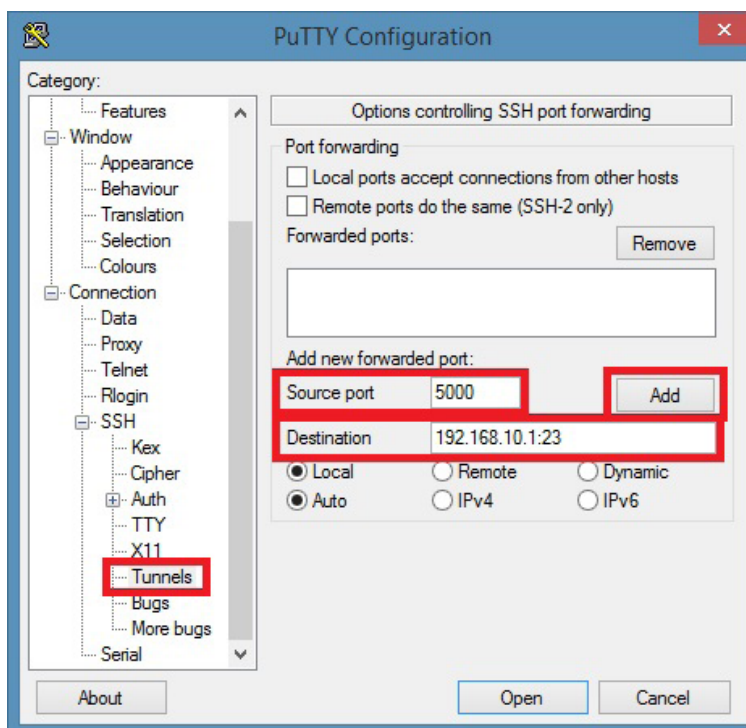 PuTTY Configuration
Category:
Features
Window
Appearance
Behaviour
Translation
Selection
Colours
Connection
Data
Proxy
Telnet
Rlogin
SSH
Kex
Cipher
Auth
TTY
X11
Tunnels
Bugs
More bugs
Serial
Options controlling SSH port forwarding
Port forwarding
Local ports accept connections from other hosts
Remote ports do the same (SSH-2 only)
Forwarded ports:
Remove
Add new forwarded port:
Source port 5000 Add
Destination 192.168.10.1:23
Local Remote Dynamic
Auto IPv4 IPv6
About Open Cancel